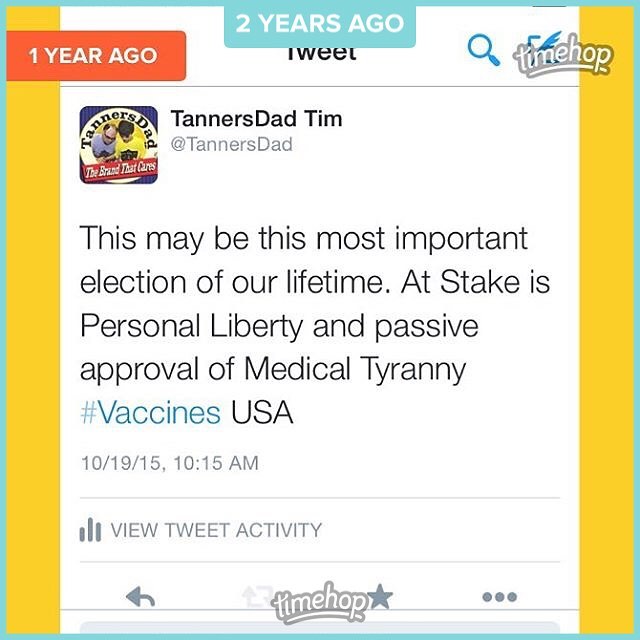 2 YEARS AGO
1 YEAR AGO
Tweet
timehop
TannersDad
The Brand That Cares
TannersDad Tim
@TannersDad
This may be this most important
election of our lifetime. At Stake is
Personal Liberty and passive
approval of Medical Tyranny
#Vaccines USA
10/19/15, 10:15 AM
VIEW TWEET ACTIVITY
timehop